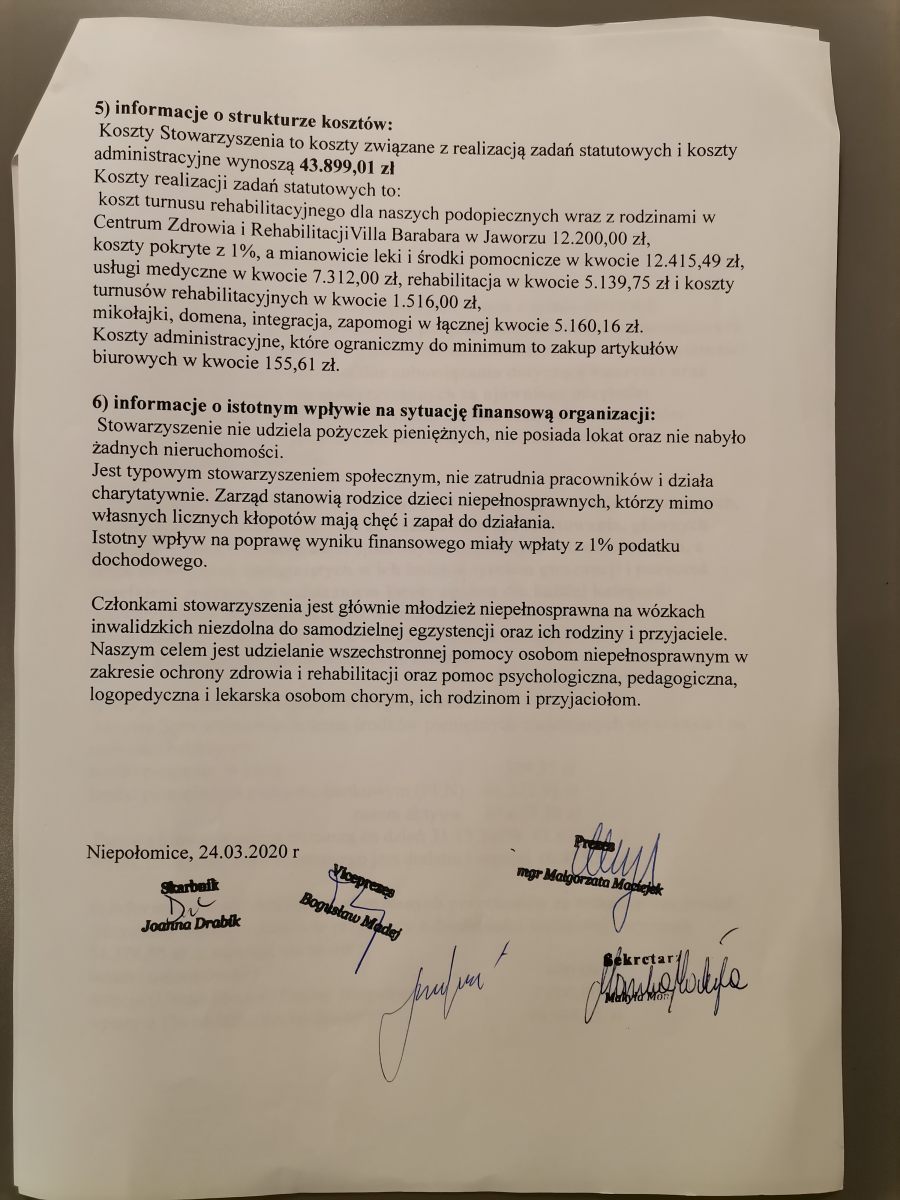 5) informacje o strukturze kosztów:
Koszty Stowarzyszenia to koszty związane z realizacją zadań statutowych i koszty
administracyjne wynoszą 43.899,01 zł
Koszty realizacji zadań statutowych to:
koszt turnusu rehabilitacyjnego dla naszych podopiecznych wraz z rodzinami w
Centrum Zdrowia i RehabilitacjiVilla Barabara w Jaworzu 12.200,00 zł,
koszty pokryte z 1%, a mianowicie leki i środki pomocnicze w kwocie 12.415,49 zł,
usługi medyczne w kwocie 7.312,00 zł, rehabilitacja w kwocie 5.139,75 zł i koszty
turnusów rehabilitacyjnych w kwocie 1.516,00 zł,
mikołajki, domena, integracja, zapomogi w łącznej kwocie 5.160,16 zł.
Koszty administracyjne, które ograniczmy do minimum to zakup artykułów
biurowych w kwocie 155,61 zł.
6) informacje o istotnym wpływie na sytuację finansową organizacji:
Stowarzyszenie nie udziela pożyczek pieniężnych, nie posiada lokat oraz nie nabyło
żadnych nieruchomości.
Jest typowym stowarzyszeniem społecznym, nie zatrudnia pracowników i działa
charytatywnie. Zarząd stanowią rodzice dzieci niepełnosprawnych, którzy mimo
własnych licznych kłopotów mają chęć i zapał do działania.
Istotny wpływ na poprawę wyniku finansowego miały wpłaty z 1% podatku
dochodowego.
Członkami stowarzyszenia jest głównie młodzież niepełnosprawna na wózkach
inwalidzkich niezdolna do samodzielnej egzystencji oraz ich rodziny i przyjaciele.
Naszym celem jest udzielanie wszechstronnej pomocy osobom niepełnosprawnym w
zakresie ochrony zdrowia i rehabilitacji oraz pomoc psychologiczna, pedagogiczna,
logopedyczna i lekarska osobom chorym, ich rodzinom i przyjaciołom.
Niepołomice, 24.03.2020 r
Skarbnik
Joanna Drabik
Wiceprezes
Bogusław Madej
Prezes
mgr Małgorzata Maciejek
Sekretarz